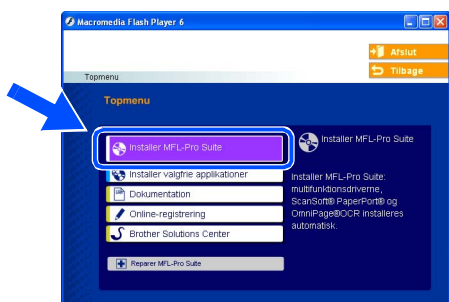 Macromedia Flash Player 6
Afslut
Tilbage
Topmenu
Topmenu
Installer MFL-Pro Suite
Installer valgfrie applikationer
Dokumentation
Online-registrering
Brother Solutions Center
Reparer MFL-Pro Suite
Installer MFL-Pro Suite
Installer MFL-Pro Suite:
multifunktionsdriverne,
ScanSoft® PaperPort® og
OmniPage®OCR installeres
automatisk.